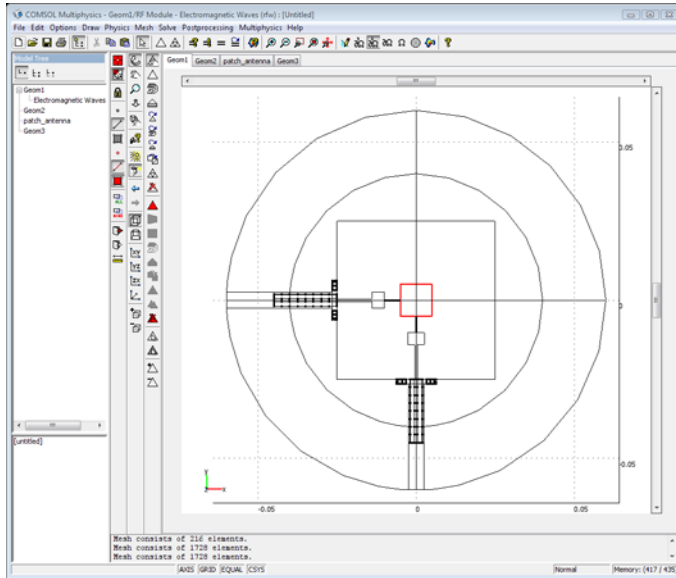 COMSOL Multiphysics - Geom1/RF Module - Electromagnetic Waves (rfw) : [Untitled]
File Edit Options Draw Physics Mesh Solve Postprocessing Multiphysics Help
Model Tree
Geom1 Geom2 patch_antenna Geom3
Geom1
Electromagnetic Waves
Geom2
patch_antenna
Geom3
0.05
0
-0.05
y
z x
-0.05 0 0.05
[untitled]
Mesh consists of 216 elements.
Mesh consists of 1728 elements.
Mesh consists of 1728 elements.
AXIS GRID EQUAL CSYS Normal Memory: (417 / 435